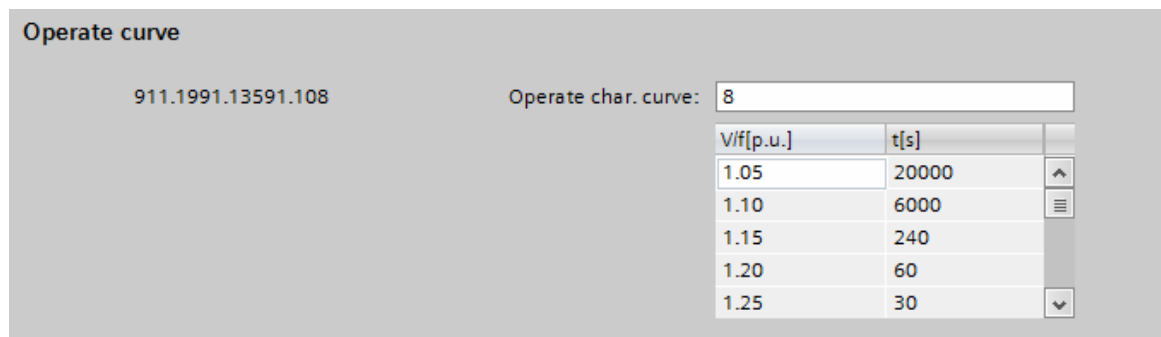 Operate curve
911.1991.13591.108 Operate char. curve: 8
V/f[p.u.] t[s]
1.05 20000
1.10 6000
1.15 240
1.20 60
1.25 30